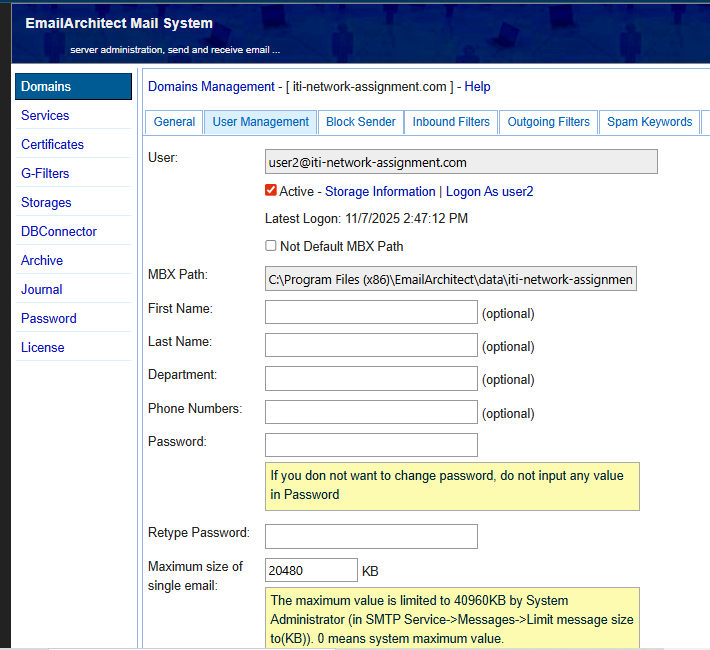 EmailArchitect Mail System
server administration, send and receive email ...
Domains
Services
Certificates
G-Filters
Storages
DBConnector
Archive
Journal
Password
License
Domains Management - [ iti-network-assignment.com ] - Help
General
User Management
Block Sender
Inbound Filters
Outgoing Filters
Spam Keywords
User:
user2@iti-network-assignment.com
Active - Storage Information | Logon As user2
Latest Logon: 11/7/2025 2:47:12 PM
Not Default MBX Path
MBX Path:
C:\Program Files (x86)\EmailArchitect\data\iti-network-assignmen
First Name:
(optional)
Last Name:
(optional)
Department:
(optional)
Phone Numbers:
(optional)
Password:
If you don not want to change password, do not input any value
in Password
Retype Password:
Maximum size of
single email:
20480 KB
The maximum value is limited to 40960KB by System
Administrator (in SMTP Service->Messages->Limit message size
to(KB)). 0 means system maximum value.